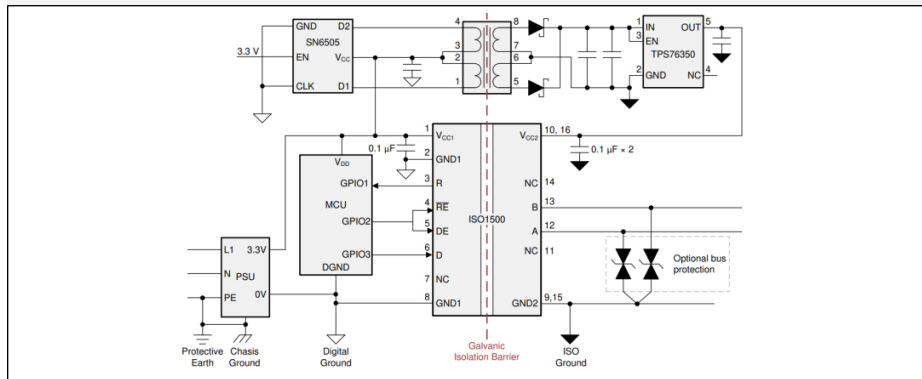 GND D2 4 8 1 IN OUT 5
SN6505
3 EN
TPS76350
3.3 V EN VCC 3 7
2 6
2 GND NC 4
CLK D1 1 5
1 VCC1 VCC2 10, 16
0.1 µF 0.1 µF × 2
VDD 2 GND1
NC 14
GPIO1 3 R
MCU 4 RE B 13
GPIO2 ISO1500
5 DE A 12
GPIO3 6 D NC 11
Optional bus
protection
L1 3.3V
DGND 7 NC
N PSU
0V 8 GND1 GND2 9,15
PE
Protective
Earth
Chasis
Ground
Digital
Ground
Galvanic
Isolation Barrier
ISO
Ground